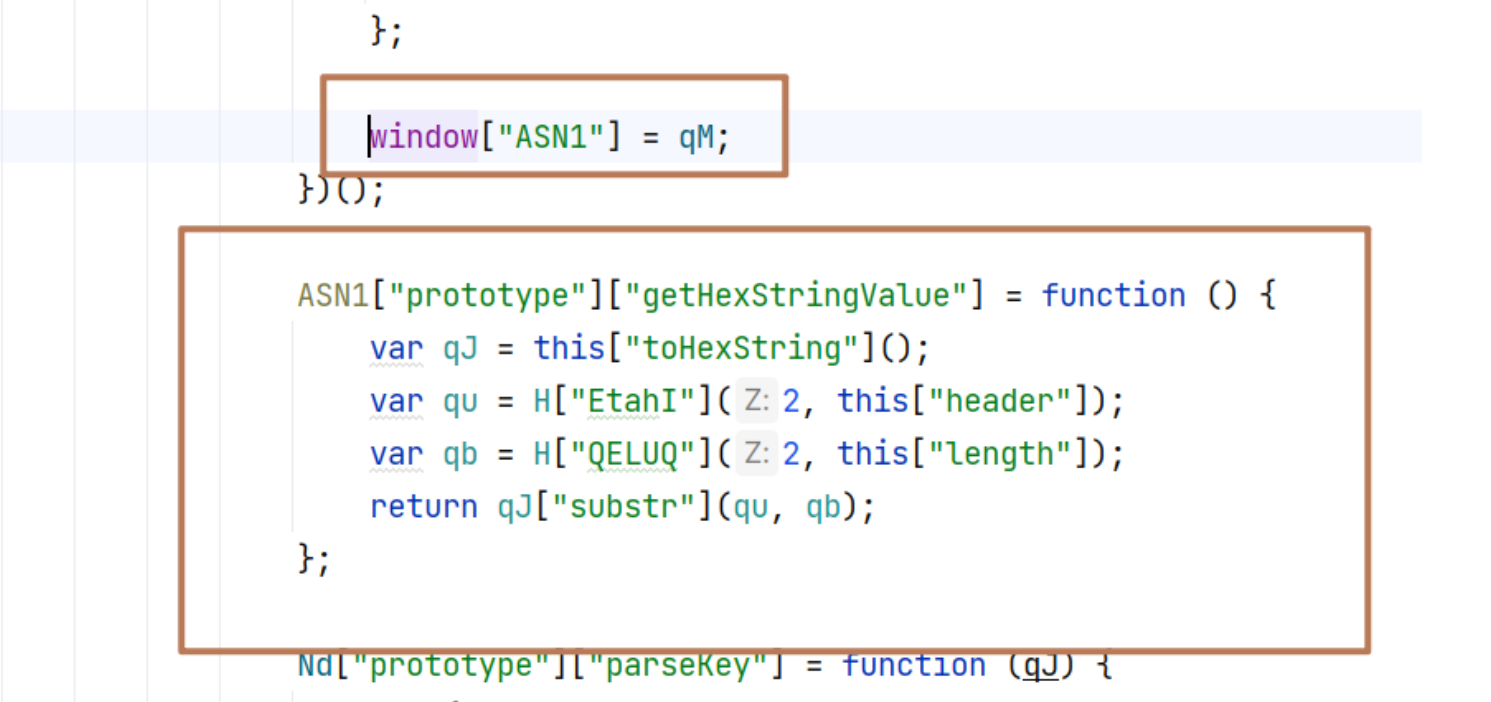 };
window["ASN1"] = qM;
})();
ASN1["prototype"]["getHexStringValue"] = function () {
var qJ = this["toHexString"]();
var qu = H["EtahI"]( Z: 2, this["header"]);
var qb = H["QELUQ"]( Z: 2, this["length"]);
return qJ["substr"](qu, qb);
};
Nd["prototype"]["parseKey"] = function (qJ) {